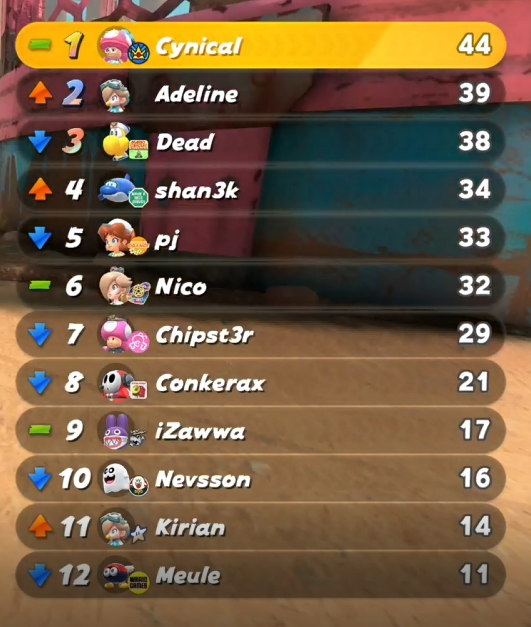 1 Cynical 44
2 Adeline 39
3 Dead 38
4 shan3k 34
5 pj 33
6 Nico 32
7 Chipst3r 29
8 Conkerax 21
9 iZawwa 17
10 Nevsson 16
11 Kirian 14
12 Meule 11